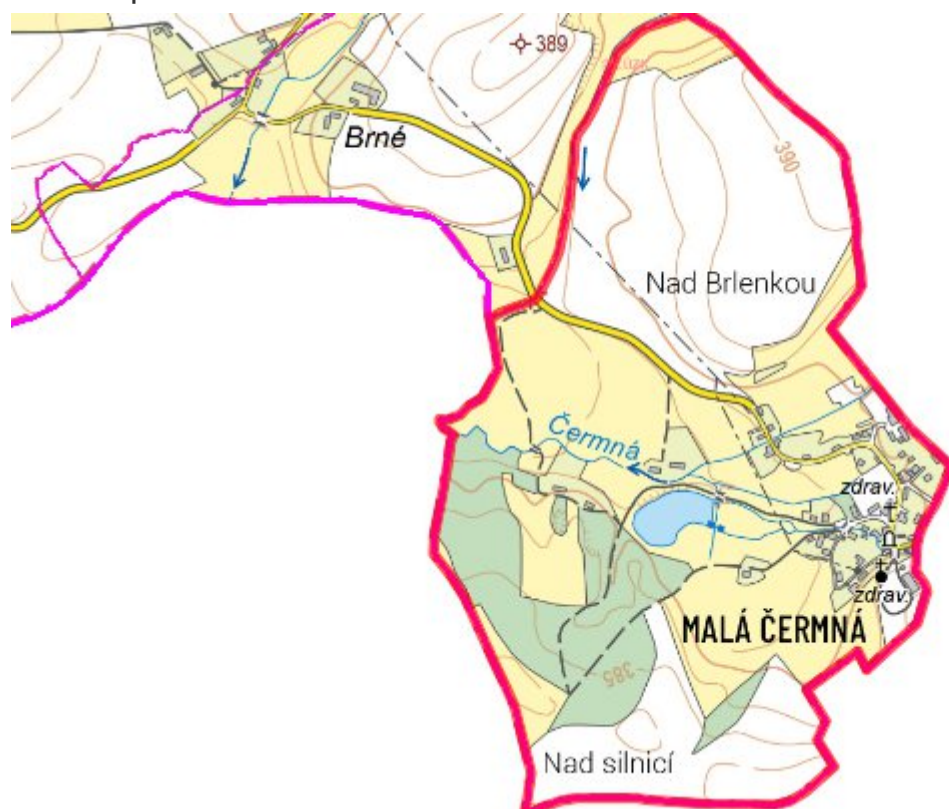 389
Brné
390
Nad Brlenkou
Čermná
zdrav.
zdrav.
MALÁ ČERMNÁ
385
Nad silnicí